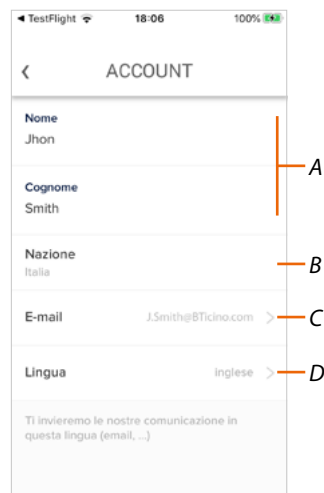 ◀ TestFlight 18:06 100%
ACCOUNT
Nome
Jhon
A
Cognome
Smith
Nazione
Italia
B
E-mail J.Smith@BTicino.com C
Lingua inglese D
Ti invieremo le nostre comunicazione in
questa lingua (email, ...)